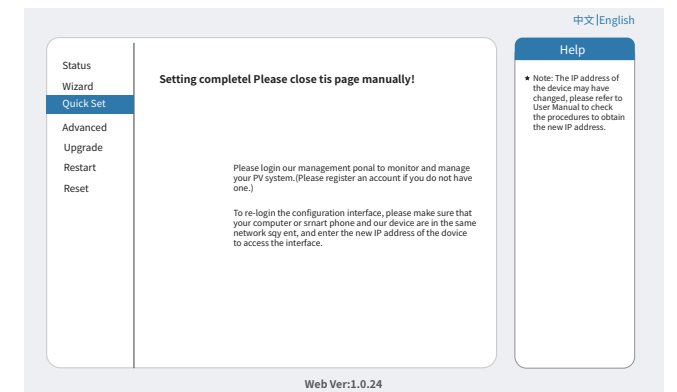 中文|English
Status
Wizard
Quick Set
Advanced
Upgrade
Restart
Reset
Setting completel Please close tis page manually!
Please login our management ponal to monitor and manage
your PV system.(Please register an account if you do not have
one.)
To re-login the configuration interface, please make sure that
your computer or srnart phone and our device are in the same
network sqy ent, and enter the new IP address of the dovice
to access the interface.
Help
★ Note: The IP address of
the device may have
changed, please refer to
User Manual to check
the procedures to obtain
the new IP address.
Web Ver:1.0.24